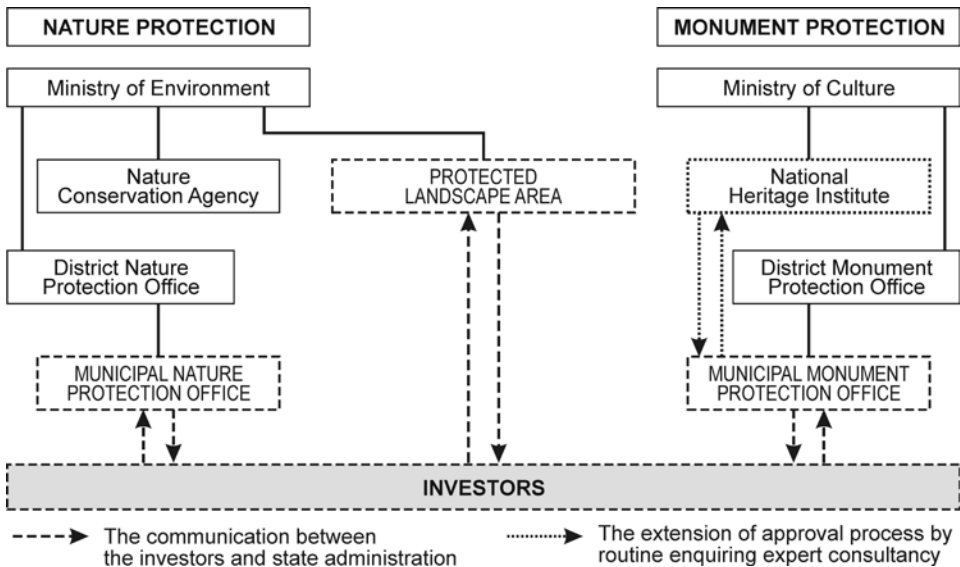 NATURE PROTECTION
MONUMENT PROTECTION
Ministry of Environment
Ministry of Culture
Nature
Conservation Agency
PROTECTED
LANDSCAPE AREA
National
Heritage Institute
District Nature
Protection Office
District Monument
Protection Office
MUNICIPAL NATURE
PROTECTION OFFICE
MUNICIPAL MONUMENT
PROTECTION OFFICE
INVESTORS
The communication between
the investors and state administration
The extension of approval process by
routine enquiring expert consultancy